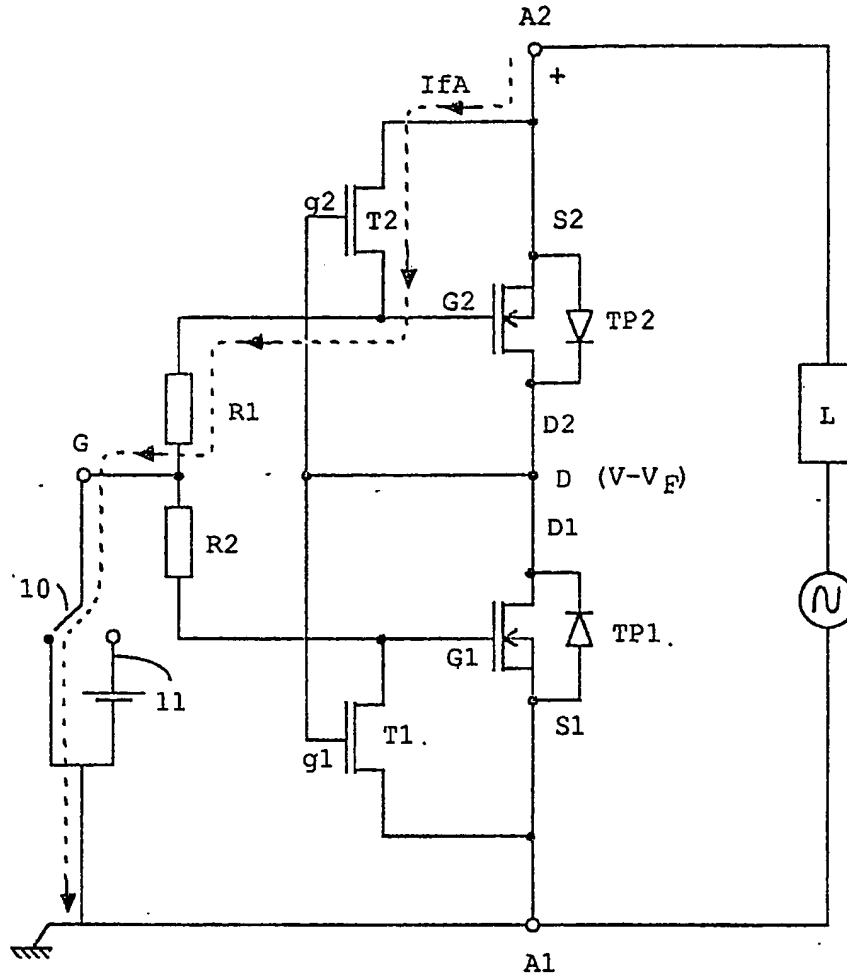 A2
+
IfA
g2
T2
S2
G2
TP2
R1
D2
L
G
D (V-VF)
R2
D1
10
G1
TP1.
11
g1
T1.
S1
A1